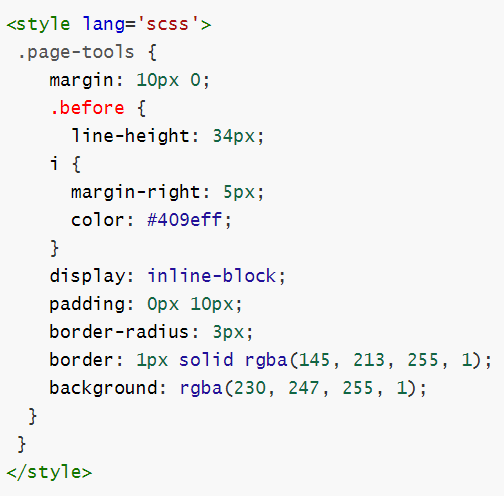 <style lang='scss'>
.page-tools {
margin: 10px 0;
.before {
line-height: 34px;
i {
margin-right: 5px;
color: #409eff;
}
display: inline-block;
padding: 0px 10px;
border-radius: 3px;
border: 1px solid rgba(145, 213, 255, 1);
background: rgba(230, 247, 255, 1);
}
}
</style>